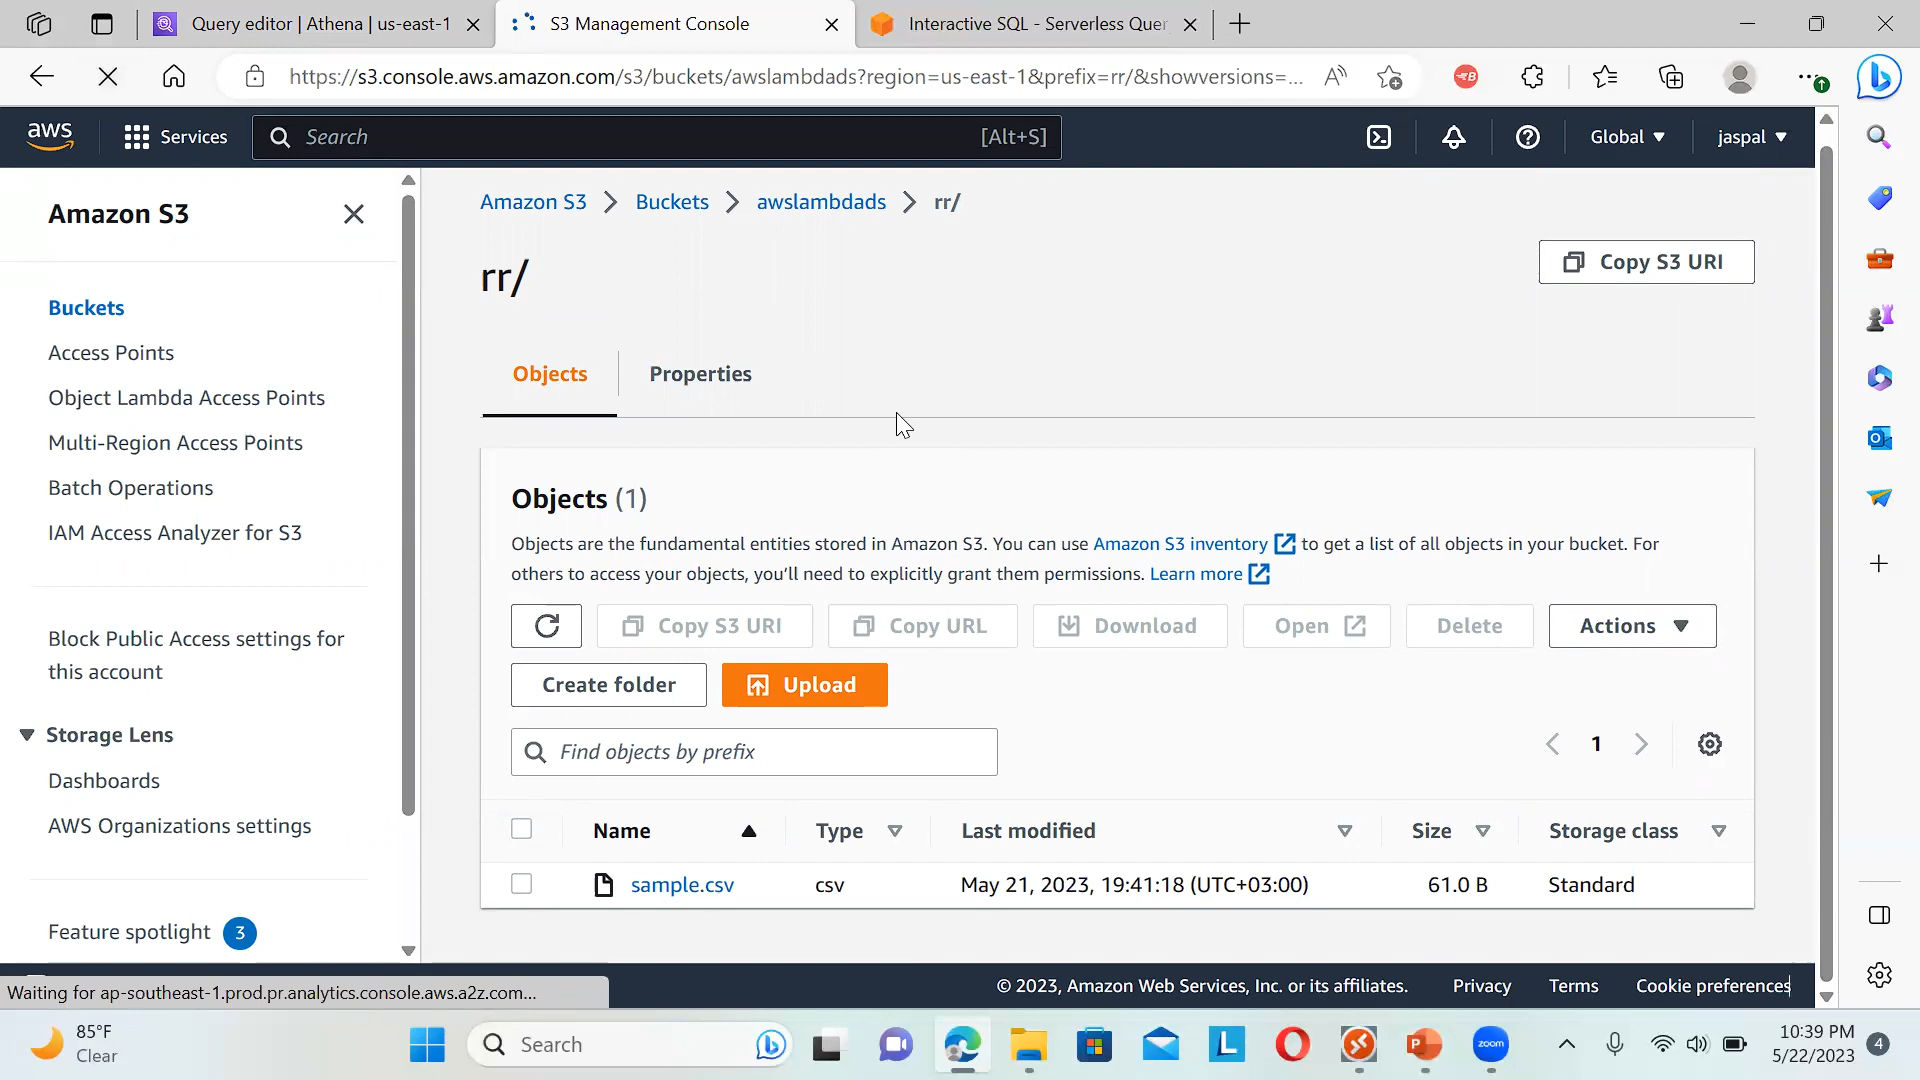 Query editor | Athena | us-east-1
S3 Management Console
Interactive SQL - Serverless Quer
https://s3.console.aws.amazon.com/s3/buckets/awslambdads?region=us-east-1&prefix=rr/&showversions=...
aws
Services
Search
[Alt+S]
Global
jaspal
Amazon S3
Buckets
Access Points
Object Lambda Access Points
Multi-Region Access Points
Batch Operations
IAM Access Analyzer for S3
Block Public Access settings for
this account
Storage Lens
Dashboards
AWS Organizations settings
Feature spotlight 3
Amazon S3
Buckets
awslambdads
rr/
rr/
Copy S3 URI
Objects
Properties
Objects (1)
Objects are the fundamental entities stored in Amazon S3. You can use Amazon S3 inventory to get a list of all objects in your bucket. For
others to access your objects, you'll need to explicitly grant them permissions. Learn more
Copy S3 URI
Copy URL
Download
Open
Delete
Actions
Create folder
Upload
Find objects by prefix
1
Name
Type
Last modified
Size
Storage class
sample.csv
csv
May 21, 2023, 19:41:18 (UTC+03:00)
61.0 B
Standard
Waiting for ap-southeast-1.prod.pr.analytics.console.aws.a2z.com...
© 2023, Amazon Web Services, Inc. or its affiliates.
Privacy
Terms
Cookie preferences
85°F
Clear
Search
zoom
10:39 PM
5/22/2023
4